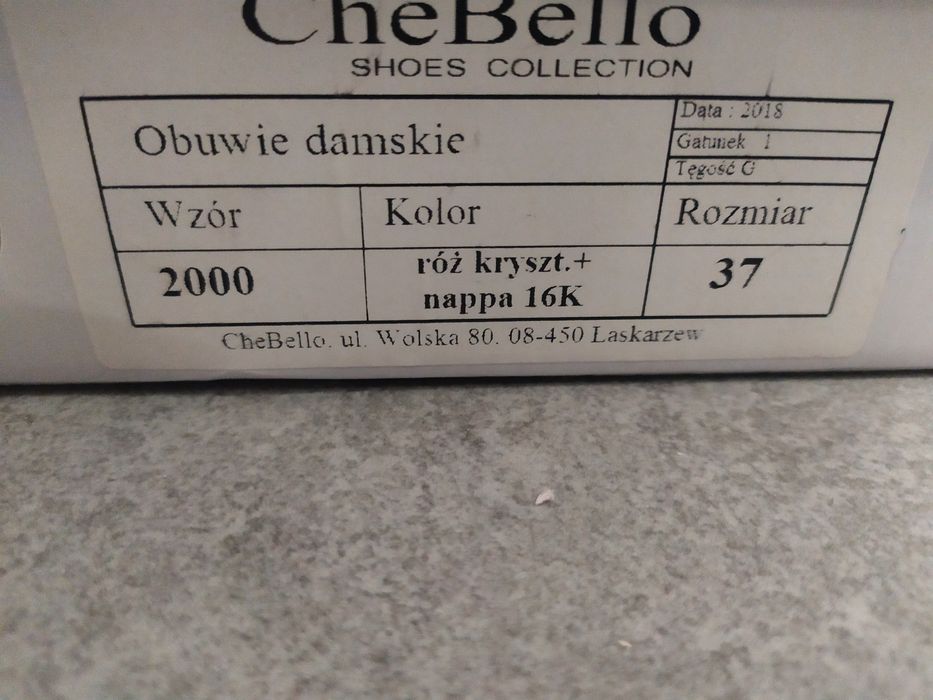 CheBello
SHOES COLLECTION
Obuwie damskie
Data : 2018
Gatunek 1
Tęgość G
Wzór
Kolor
Rozmiar
2000
róż kryszt.+
nappa 16K
37
CheBello. ul. Wolska 80. 08-450 Laskarzew